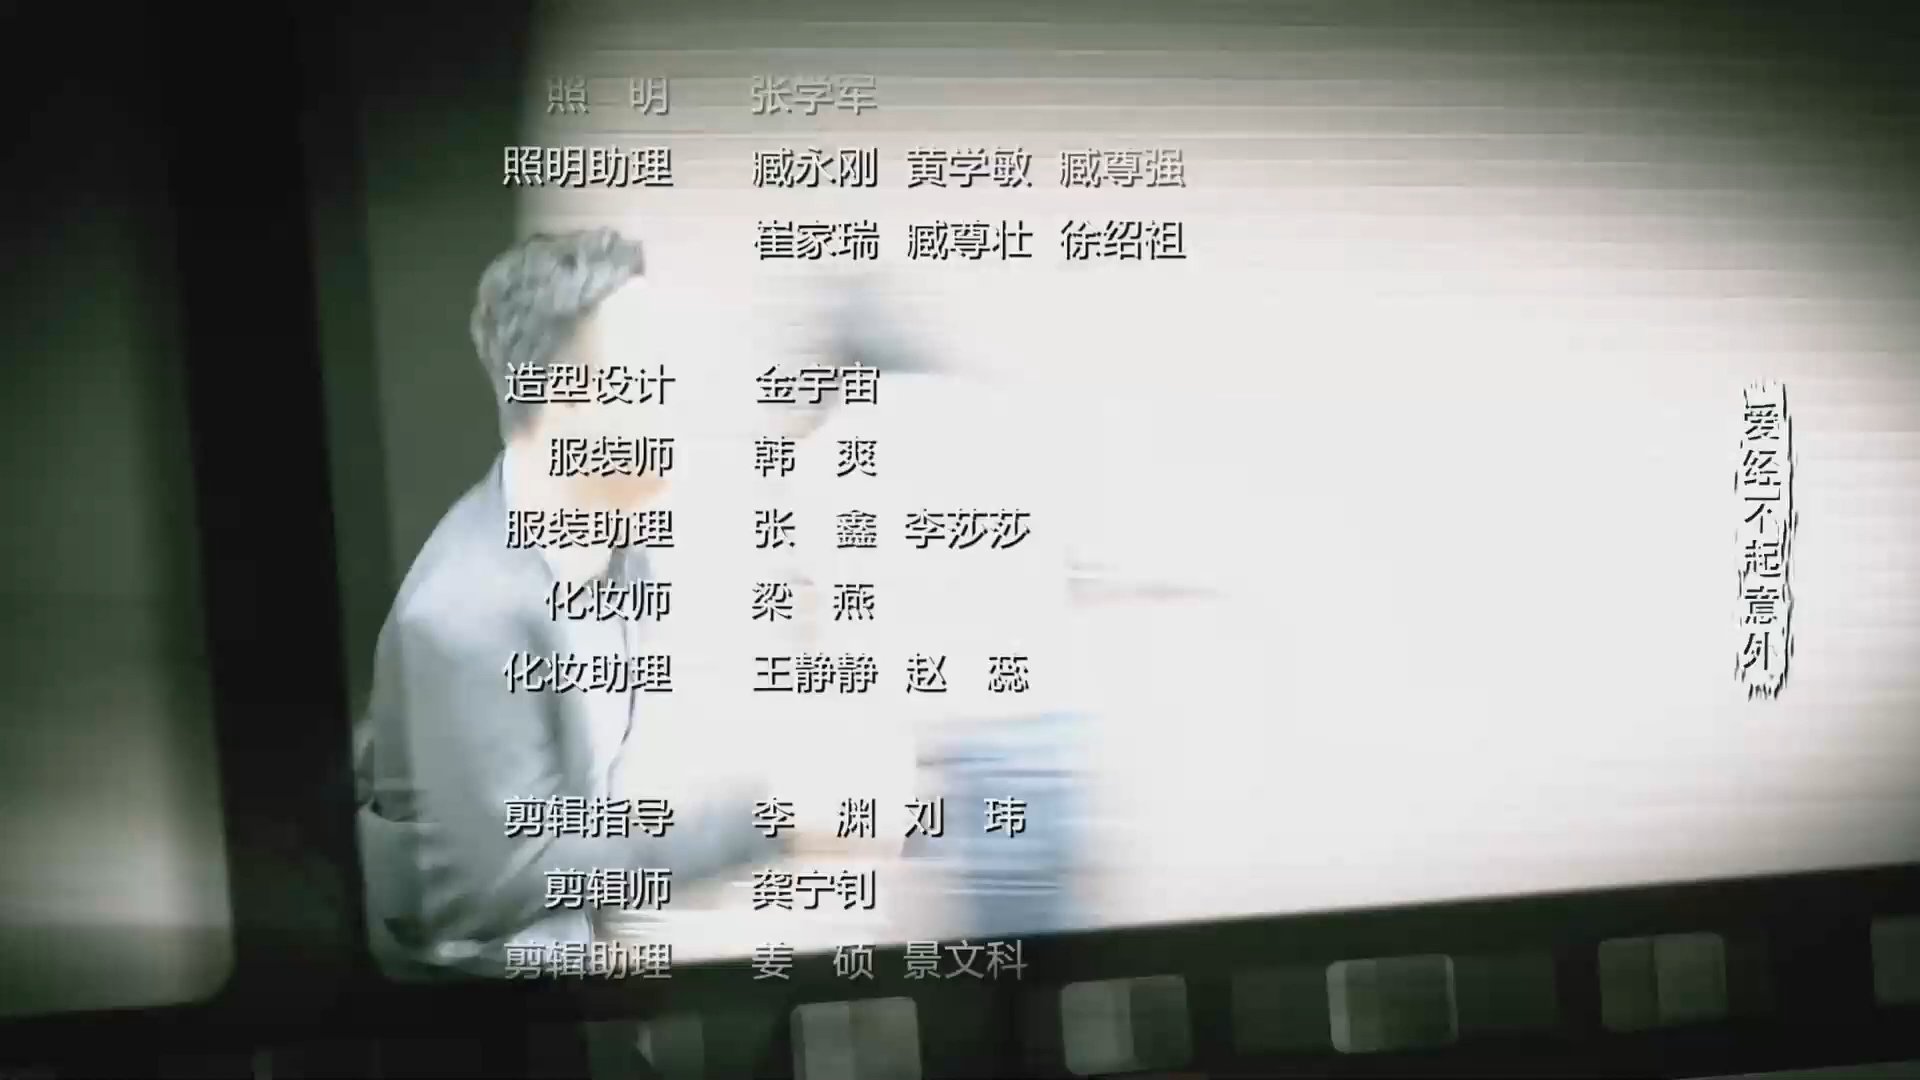 照 明 张学军
照明助理 臧永刚 黄学敏 臧尊强
崔家瑞 臧尊壮 徐绍祖
造型设计 金宇宙
服装师 韩 爽
服装助理 张 鑫 李莎莎
化妆师 梁 燕
化妆助理 王静静 赵 蕊
剪辑指导 李 渊 刘 玮
剪辑师 龚宁钊
剪辑助理 姜 硕 景文科
爱经不起意外